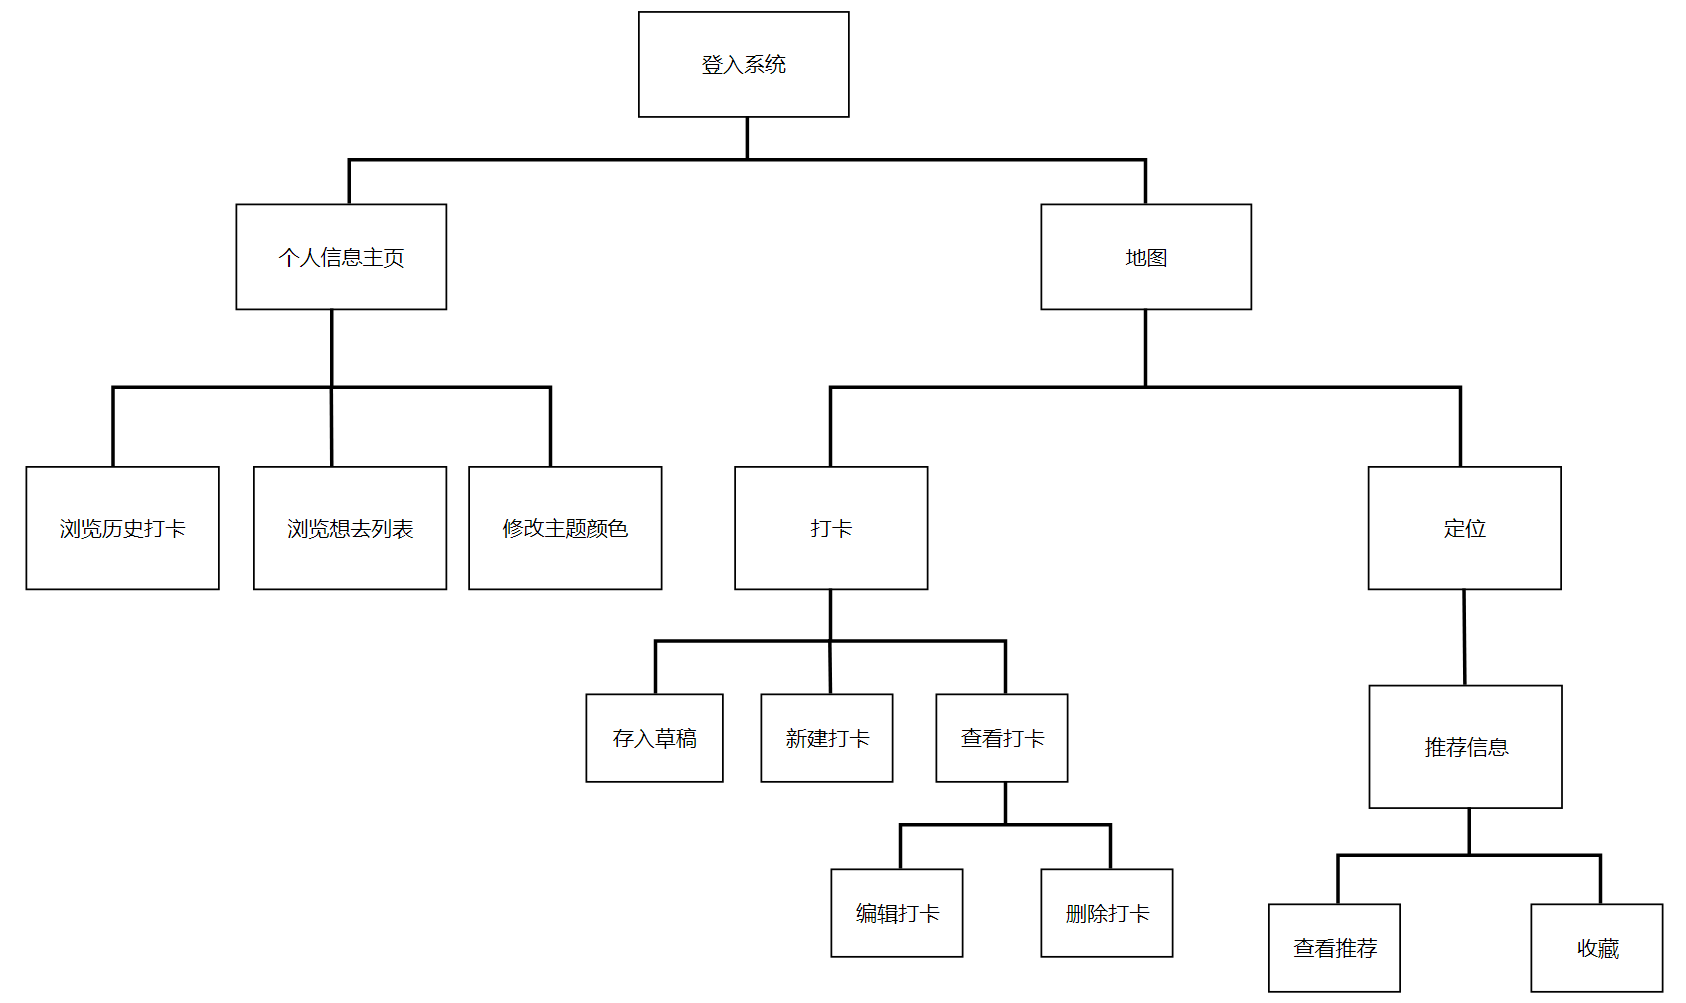 登入系统
个人信息主页
地图
浏览历史打卡
浏览想去列表
修改主题颜色
打卡
定位
存入草稿
新建打卡
查看打卡
推荐信息
编辑打卡
删除打卡
查看推荐
收藏